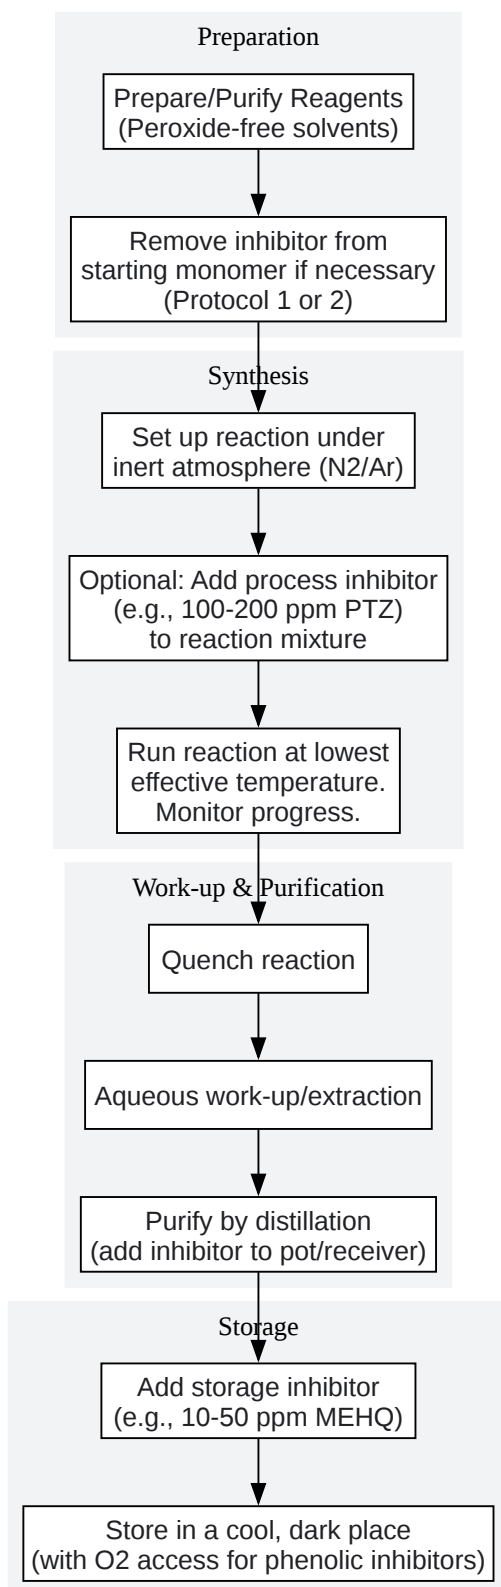 Preparation
Prepare/Purify Reagents
(Peroxide-free solvents)
Remove inhibitor from
starting monomer if necessary
(Protocol 1 or 2)
Synthesis
Set up reaction under
inert atmosphere (N2/Ar)
Optional: Add process inhibitor
(e.g., 100-200 ppm PTZ)
to reaction mixture
Run reaction at lowest
effective temperature.
Monitor progress.
Work-up & Purification
Quench reaction
Aqueous work-up/extraction
Purify by distillation
(add inhibitor to pot/receiver)
Storage
Add storage inhibitor
(e.g., 10-50 ppm MEHQ)
Store in a cool, dark place
(with O2 access for phenolic inhibitors)